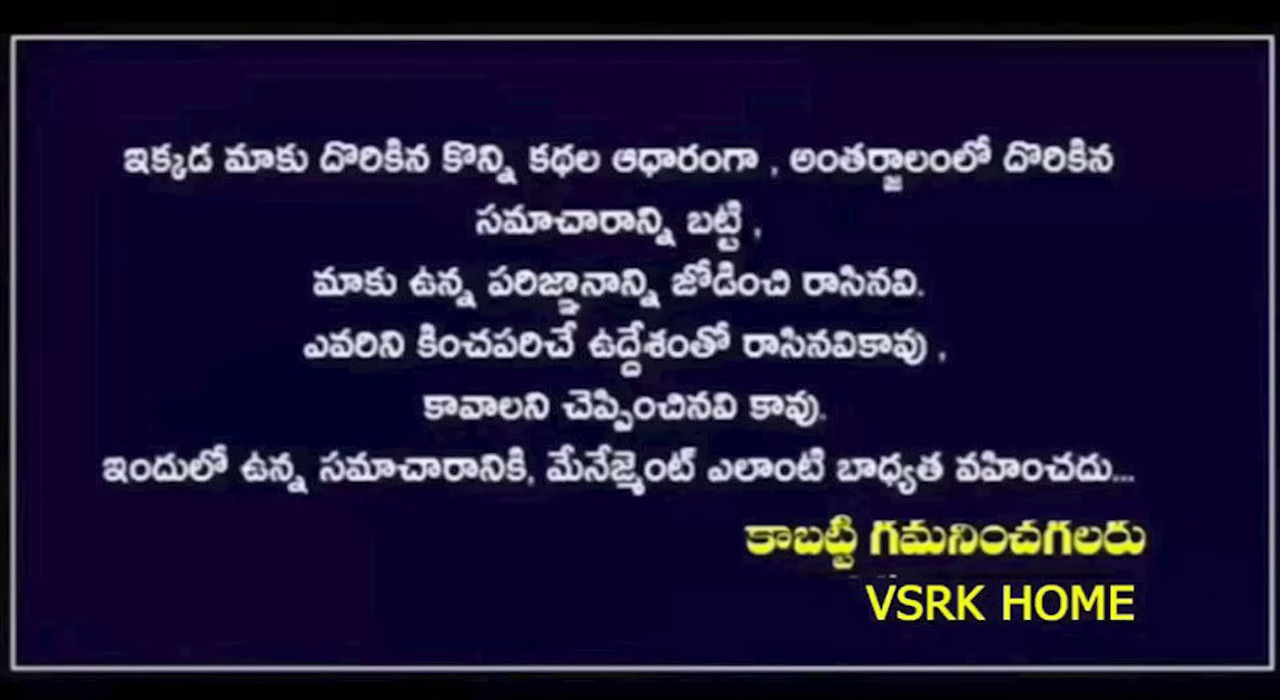 ఇక్కడ మాకు దొరికిన కొన్ని కథల ఆధారంగా , అంతర్జాలంలో దొరికిన
సమాచారాన్ని బట్టి ,
మాకు ఉన్న పరిజ్ఞానాన్ని జోడించి రాసినవి.
ఎవరిని కించపరిచే ఉద్దేశంతో రాసినవికావు ,
కావాలని చెప్పించినవి కావు.
ఇందులో ఉన్న సమాచారానికి, మేనేజ్మెంట్ ఎలాంటి బాధ్యత వహించదు...
కాబట్టి గమనించగలరు
VSRK HOME